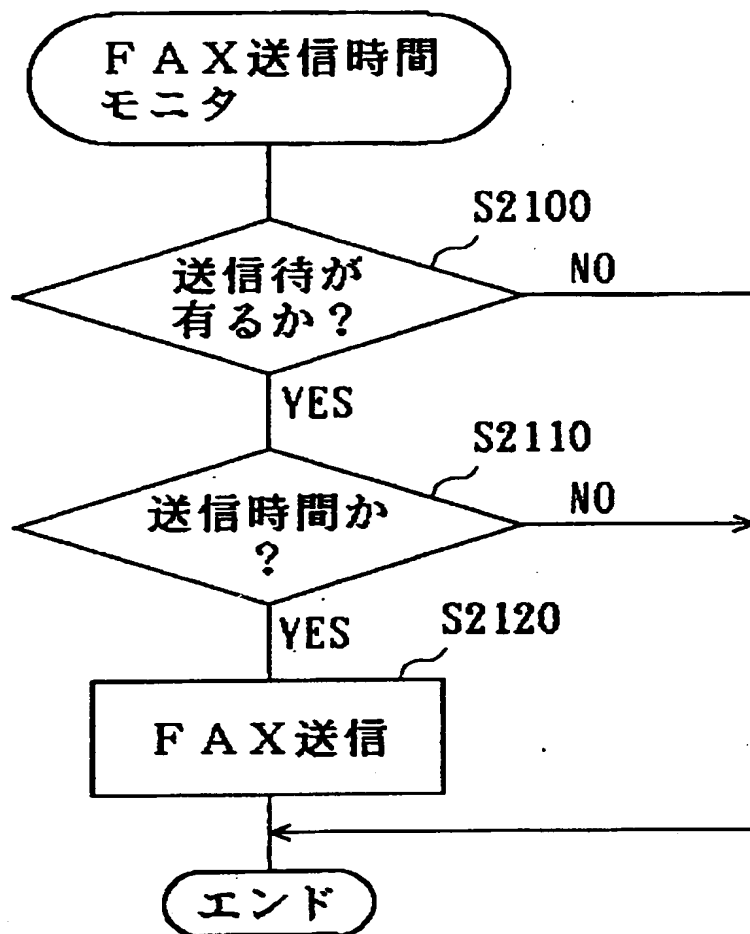 ＦＡＸ送信時間
モニタ
S2100
送信待が
有るか？
NO
YES
S2110
送信時間か
？
NO
YES
S2120
ＦＡＸ送信
エンド